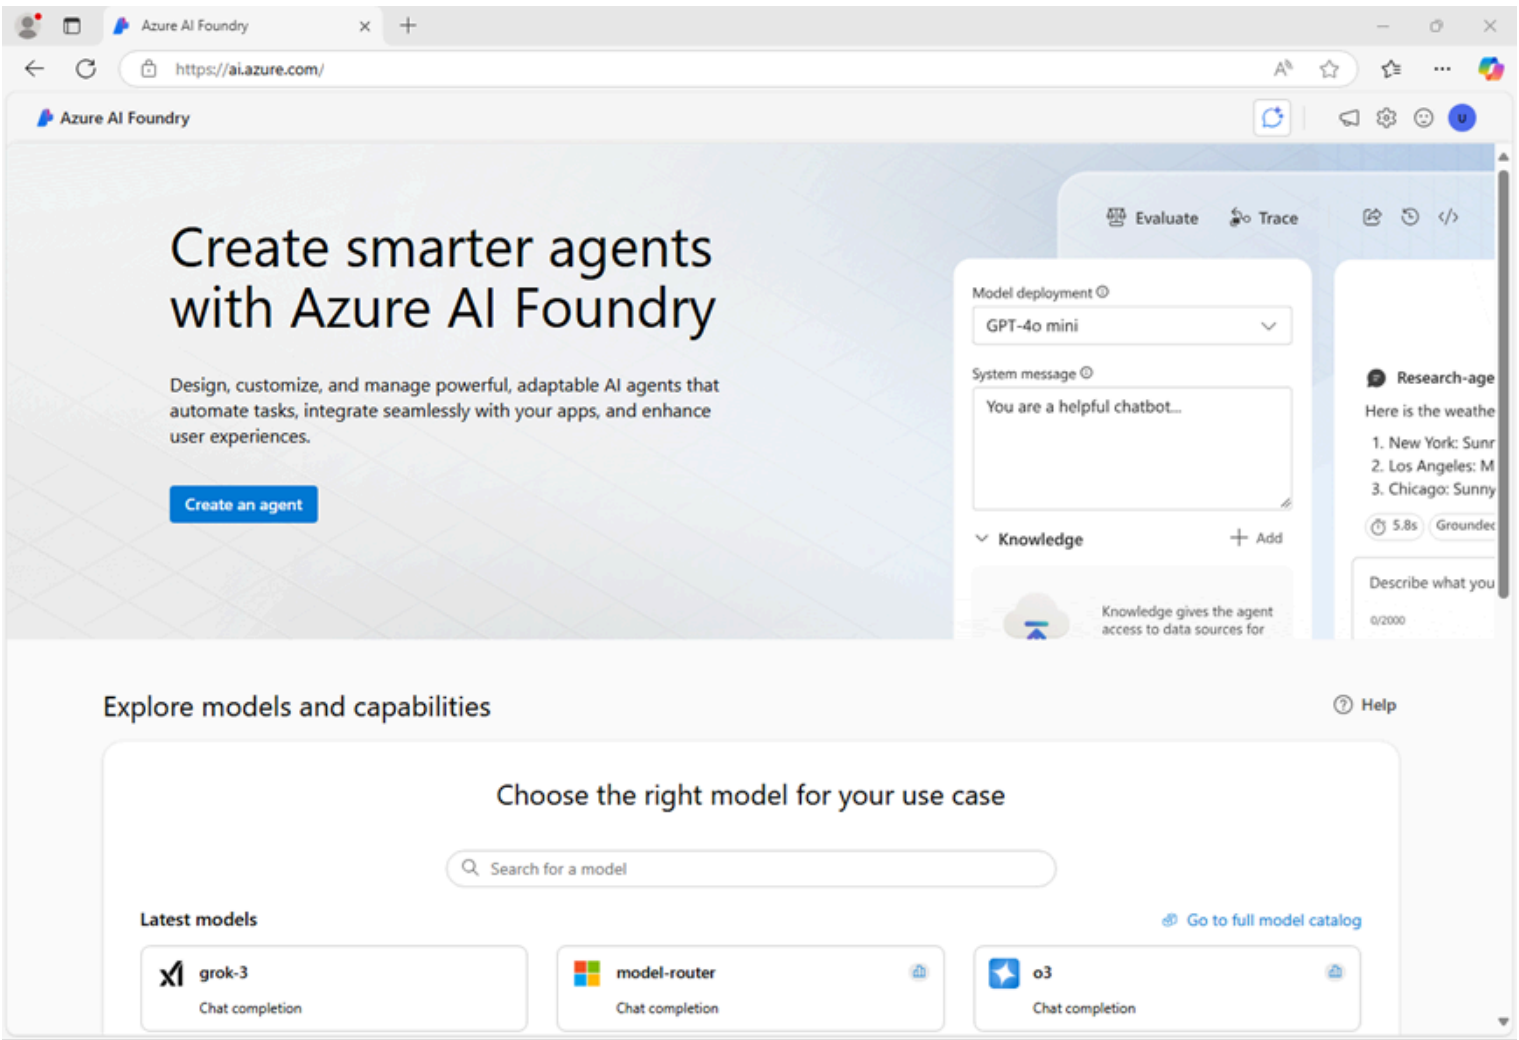 Azure AI Foundry
https://ai.azure.com/
Azure AI Foundry
U
Create smarter agents
with Azure AI Foundry
Design, customize, and manage powerful, adaptable AI agents that
automate tasks, integrate seamlessly with your apps, and enhance
user experiences.
Create an agent
Evaluate
Trace
Model deployment
GPT-4o mini
System message
You are a helpful chatbot...
Knowledge
Add
Knowledge gives the agent
access to data sources for
Research-age
Here is the weathe
1. New York: Sunr
2. Los Angeles: M
3. Chicago: Sunny
5.8s
Grounded
Describe what you
0/2000
Explore models and capabilities
Help
Choose the right model for your use case
Search for a model
Latest models
Go to full model catalog
grok-3
Chat completion
model-router
Chat completion
o3
Chat completion